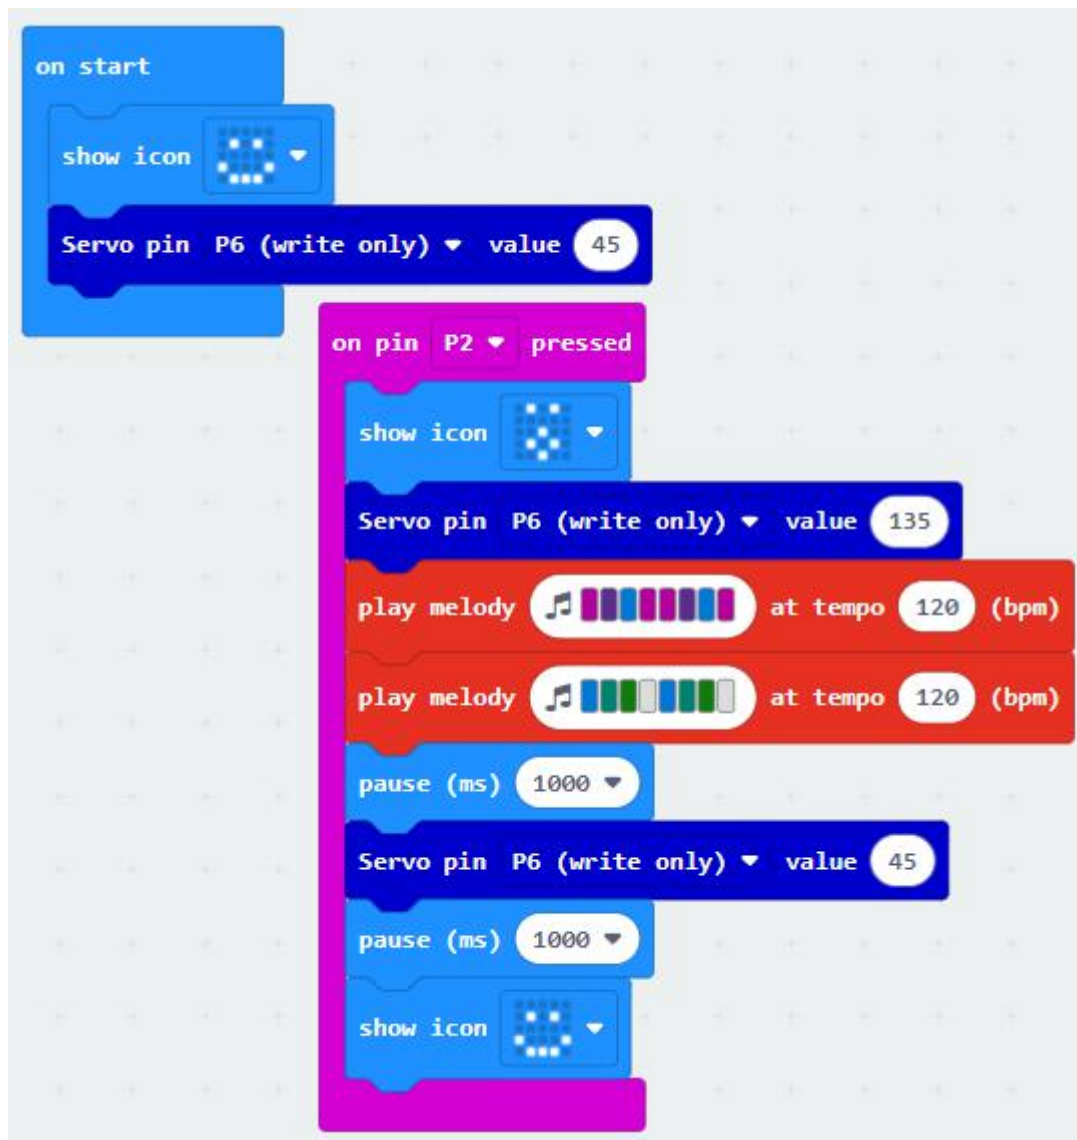 on start
show icon
Servo pin P6 (write only) value 45
on pin P2 pressed
show icon
Servo pin P6 (write only) value 135
play melody at tempo 120 (bpm)
play melody at tempo 120 (bpm)
pause (ms) 1000
Servo pin P6 (write only) value 45
pause (ms) 1000
show icon